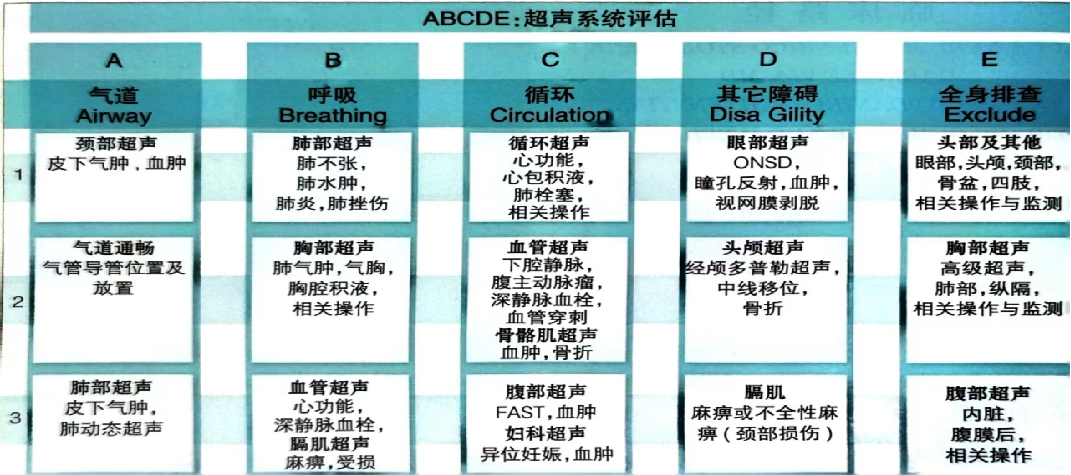 ABCDE:超声系统评估
A
B
C
D
E
气道
Airway
呼吸
Breathing
循环
Circulation
其它障碍
Disa Gility
全身排查
Exclude
1
颈部超声
皮下气肿,血肿
肺部超声
肺不张,
肺水肿,
肺炎,肺挫伤
循环超声
心功能,
心包积液,
肺栓塞,
相关操作
眼部超声
ONSD,
瞳孔反射,血肿,
视网膜剥脱
头部及其他
眼部,头颅,颈部,
骨盆,四肢,
相关操作与监测
2
气道通畅
气管导管位置及
放置
胸部超声
肺气肿,气胸,
胸腔积液,
相关操作
血管超声
下腔静脉,
腹主动脉瘤,
深静脉血栓,
血管穿刺
骨骼肌超声
血肿,骨折
头颅超声
经颅多普勒超声,
中线移位,
骨折
胸部超声
高级超声,
肺部,纵隔,
相关操作与监测
3
肺部超声
皮下气肿,
肺动态超声
血管超声
心功能,
深静脉血栓,
膈肌超声
麻痹,受损
腹部超声
FAST,血肿
妇科超声
异位妊娠,血肿
膈肌
麻痹或不全性麻
痹(颈部损伤)
腹部超声
内脏,
腹膜后,
相关操作